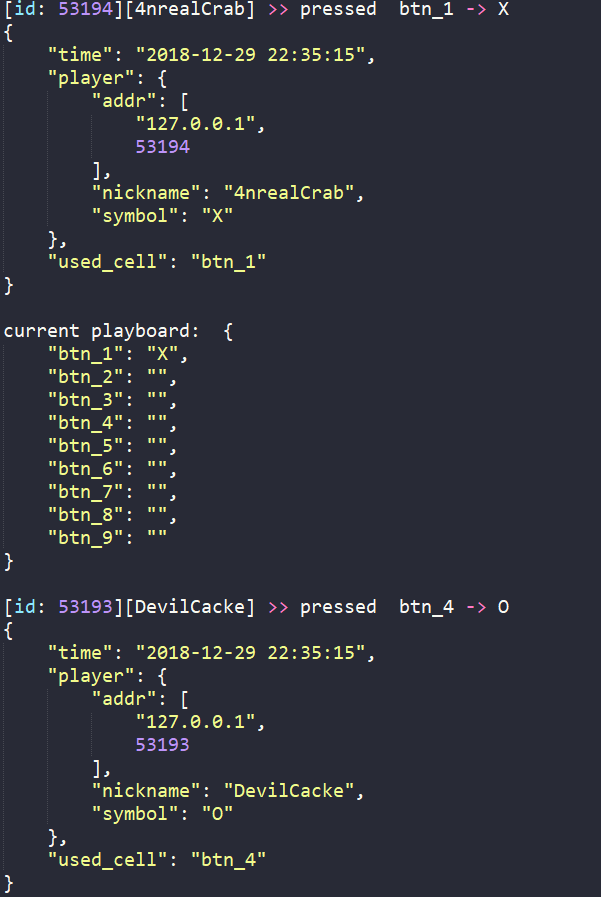 [id: 53194][4nrealCrab] >> pressed  btn_1 -> X
{
    "time": "2018-12-29 22:35:15",
    "player": {
        "addr": [
            "127.0.0.1",
            53194
        ],
        "nickname": "4nrealCrab",
        "symbol": "X"
    },
    "used_cell": "btn_1"
}

current playboard:  {
    "btn_1": "X",
    "btn_2": "",
    "btn_3": "",
    "btn_4": "",
    "btn_5": "",
    "btn_6": "",
    "btn_7": "",
    "btn_8": "",
    "btn_9": ""
}

[id: 53193][DevilCacke] >> pressed  btn_4 -> O
{
    "time": "2018-12-29 22:35:15",
    "player": {
        "addr": [
            "127.0.0.1",
            53193
        ],
        "nickname": "DevilCacke",
        "symbol": "O"
    },
    "used_cell": "btn_4"
}